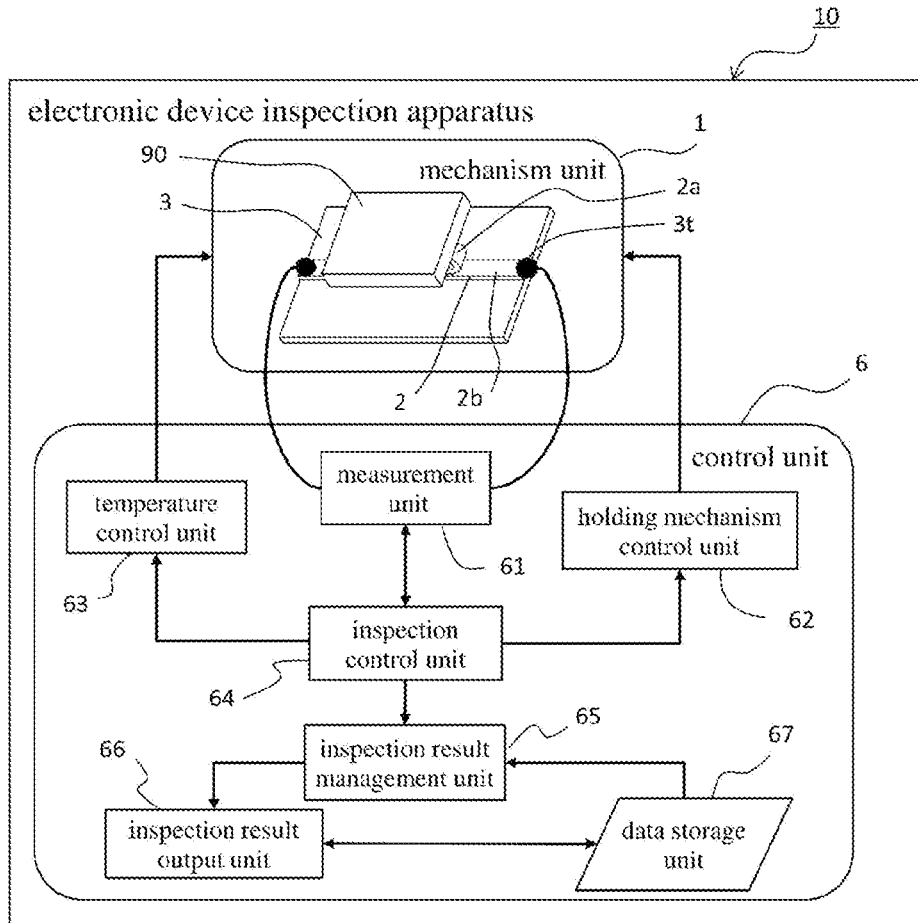 10
electronic device inspection apparatus
1
90
mechanism unit
2a
3
3t
2
2b
6
control unit
measurement
unit
temperature
control unit
holding mechanism
control unit
61
63
62
inspection
control unit
64
65
67
66
inspection result
management unit
inspection result
output unit
data storage
unit